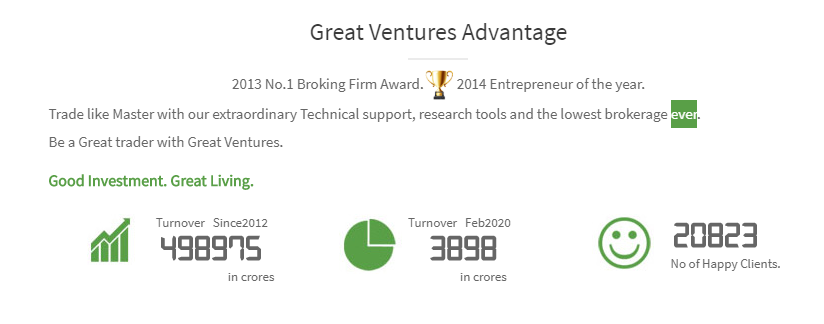 Great Ventures Advantage
2013 No.1 Broking Firm Award. 2014 Entrepreneur of the year.
Trade like Master with our extraordinary Technical support, research tools and the lowest brokerage ever.
Be a Great trader with Great Ventures.
Good Investment. Great Living.
Turnover Since2012
498975
in crores
Turnover Feb2020
3898
in crores
20823
No of Happy Clients.